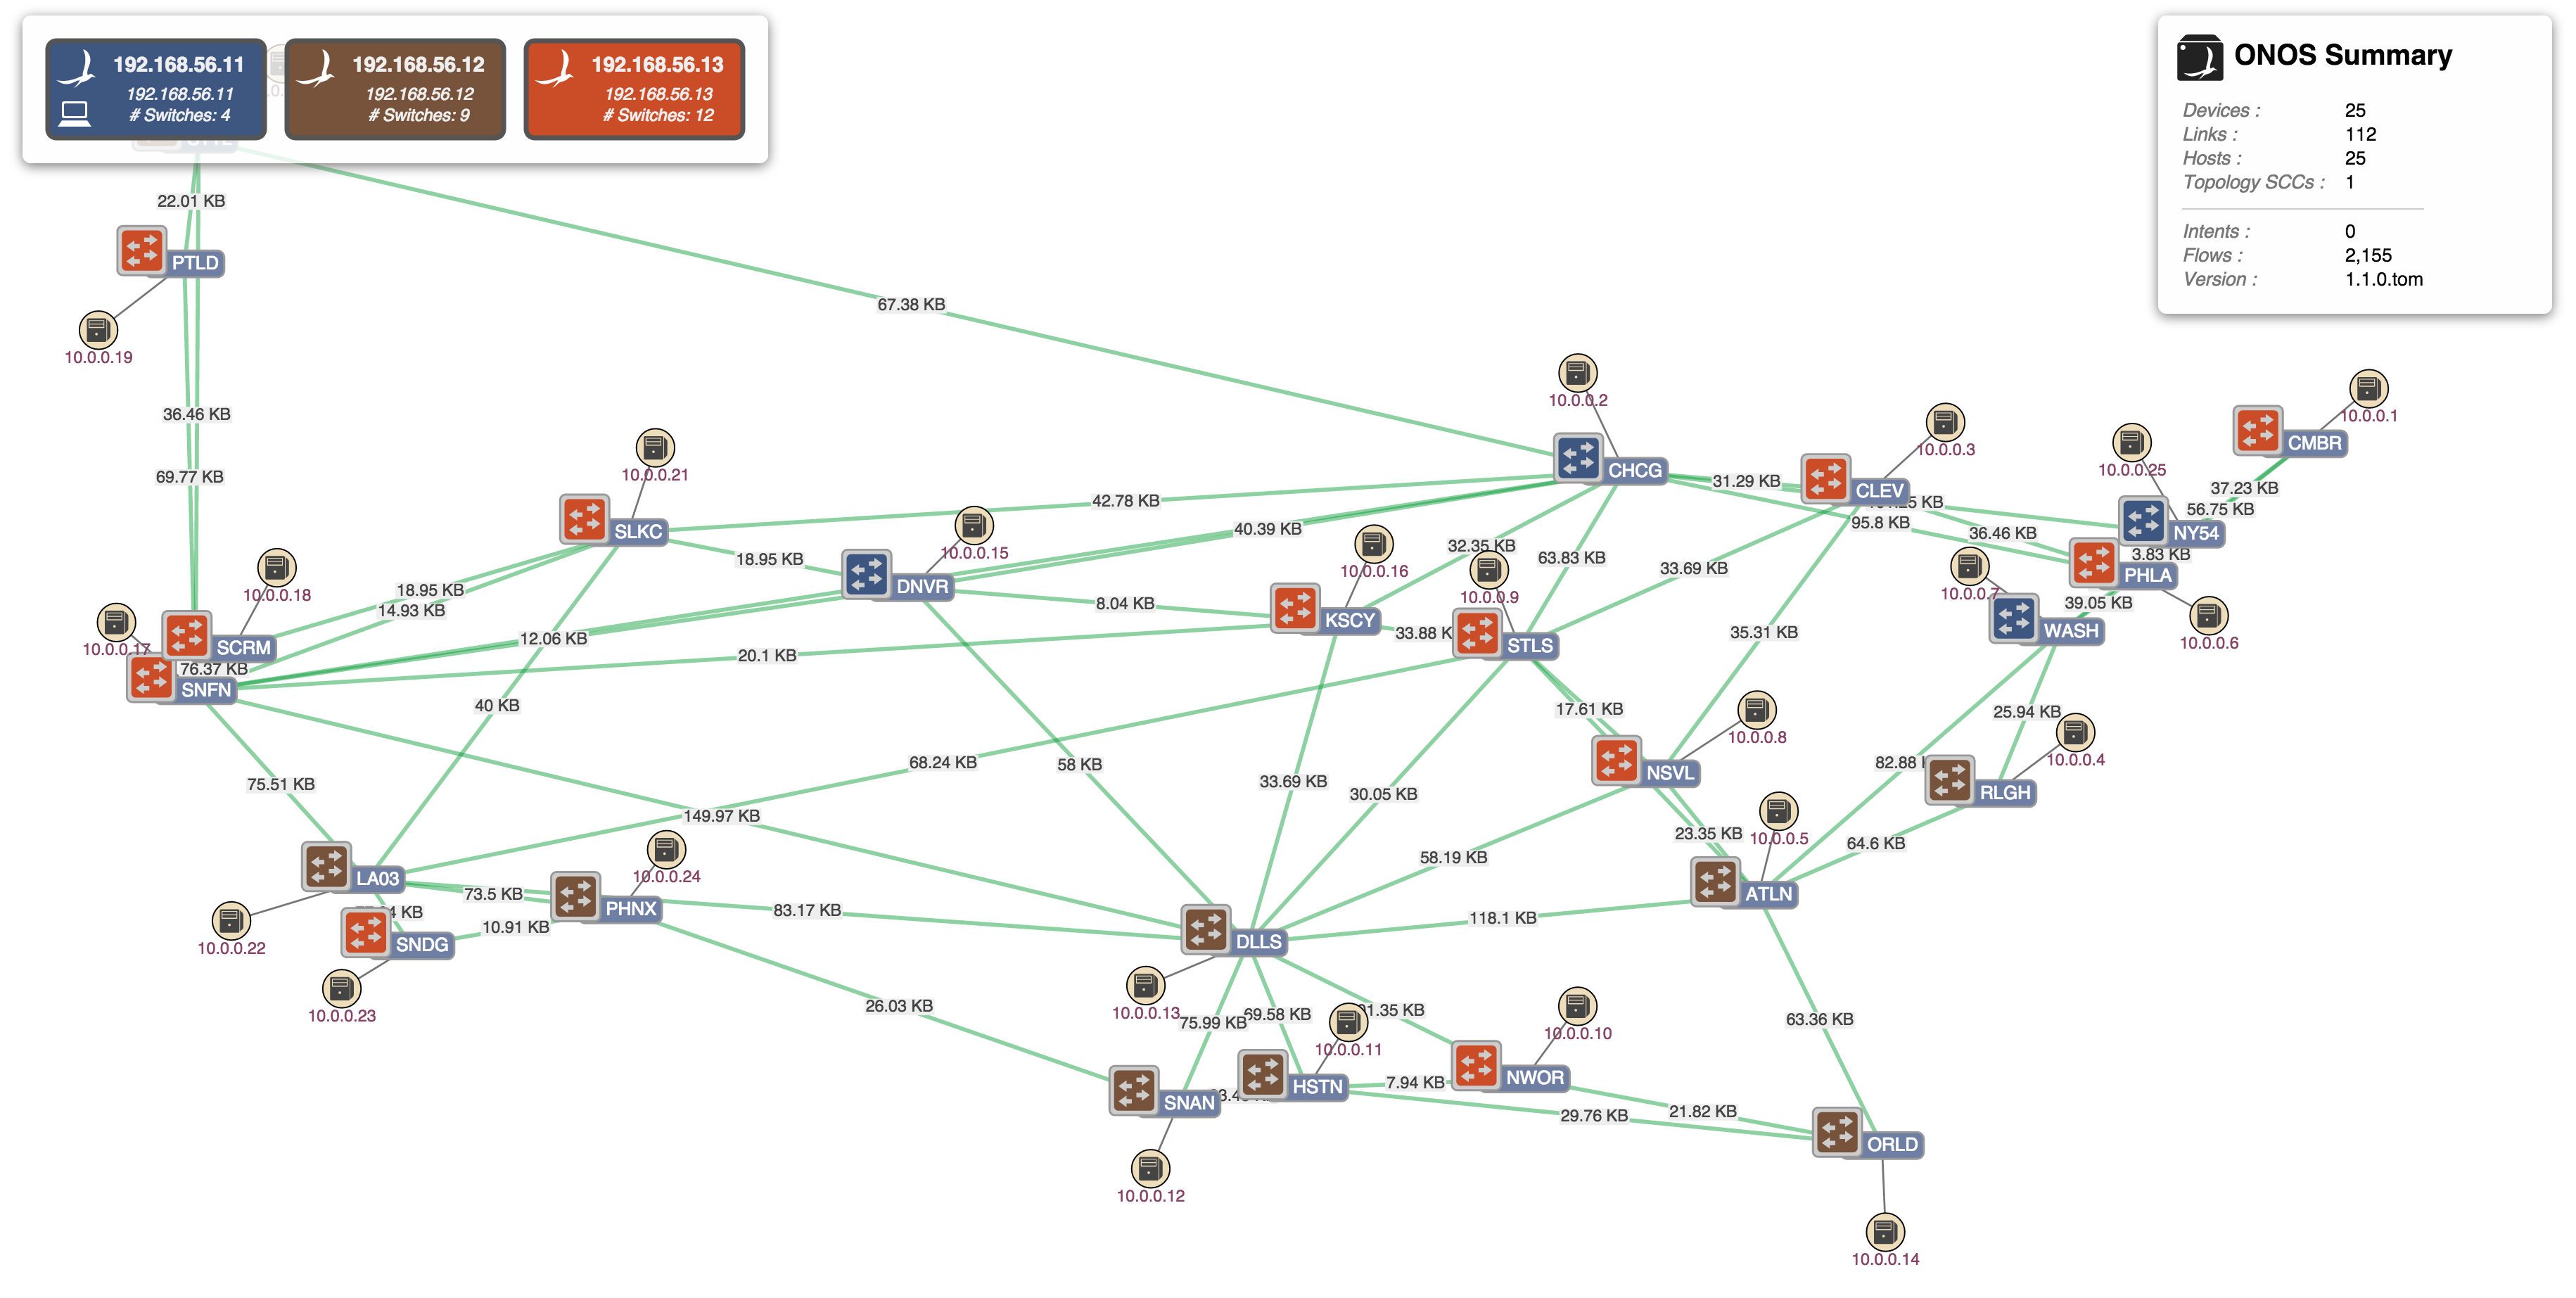 192.168.56.11
192.168.56.11
# Switches: 4
192.168.56.12
192.168.56.12
# Switches: 9
192.168.56.13
192.168.56.13
# Switches: 12
ONOS Summary
Devices : 25
Links : 112
Hosts : 25
Topology SCCs : 1
Intents : 0
Flows : 2,155
Version : 1.1.0.tom
22.01 KB
PTLD
67.38 KB
10.0.0.19
10.0.0.2
10.0.0.1
36.46 KB
CMBR
10.0.0.3
10.0.0.25
10.0.0.21
CHCG
69.77 KB
31.29 KB
CLEV
37.23 KB
42.78 KB
56.75 KB
95.8 KB
SLKC
40.39 KB
36.46 KB
NY54
10.0.0.15
32.35 KB
3.83 KB
18.95 KB
63.83 KB
10.0.0.16
33.69 KB
PHLA
DNVR
18.95 KB
10.0.0.18
10.0.0.7
10.0.0.9
8.04 KB
39.05 KB
14.93 KB
KSCY
33.88 K
35.31 KB
WASH
12.06 KB
10.0.0.6
SCRM
10.0.0.17
STLS
20.1 KB
76.37 KB
SNFN
40 KB
17.61 KB
25.94 KB
10.0.0.8
68.24 KB
58 KB
82.88
10.0.0.4
NSVL
33.69 KB
75.51 KB
30.05 KB
RLGH
149.97 KB
23.35 KB
10.0.0.5
64.6 KB
58.19 KB
10.0.0.24
LA03
73.5 KB
ATLN
PHNX
83.17 KB
4 KB
118.1 KB
10.91 KB
DLLS
SNDG
10.0.0.22
26.03 KB
1.35 KB
10.0.0.13
69.58 KB
10.0.0.23
75.99 KB
63.36 KB
10.0.0.10
10.0.0.11
NWOR
7.94 KB
HSTN
SNAN
21.82 KB
29.76 KB
ORLD
10.0.0.12
10.0.0.14